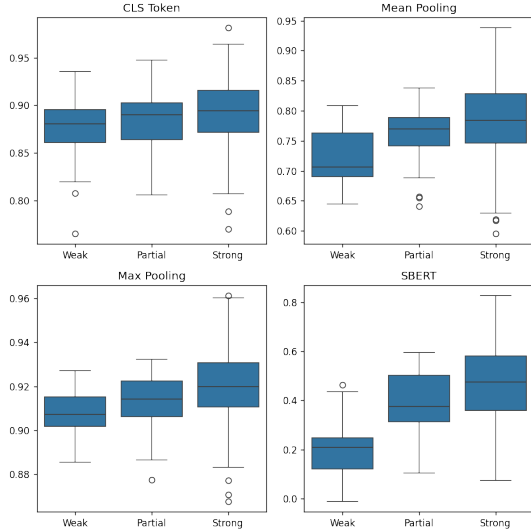 CLS Token
0.95
0.90
0.85
0.80
Weak Partial Strong
Mean Pooling
0.95
0.90
0.85
0.80
0.75
0.70
0.65
0.60
Weak Partial Strong
Max Pooling
0.96
0.94
0.92
0.90
0.88
Weak Partial Strong
SBERT
0.8
0.6
0.4
0.2
0.0
Weak Partial Strong